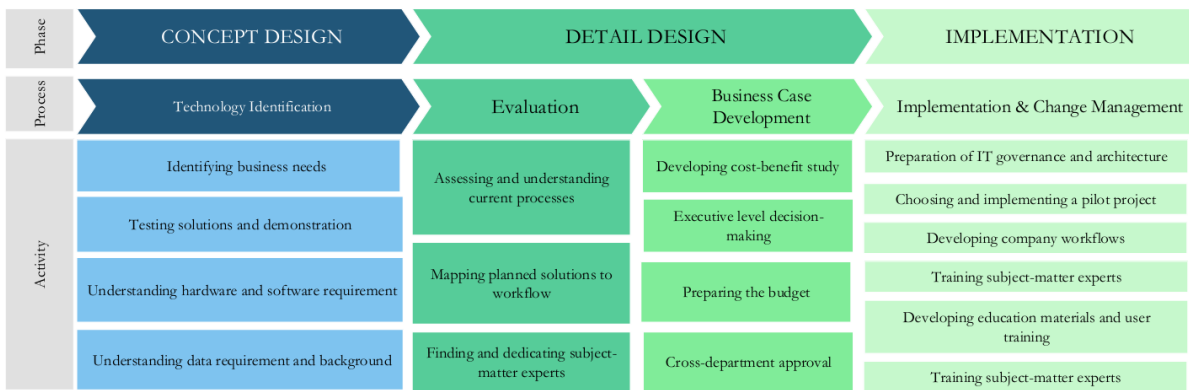 Phase
CONCEPT DESIGN
DETAIL DESIGN
IMPLEMENTATION
Process
Technology Identification
Evaluation
Business Case
Development
Implementation & Change Management
Activity
Identifying business needs
Testing solutions and demonstration
Understanding hardware and software requirement
Understanding data requirement and background
Assessing and understanding
current processes
Mapping planned solutions to
workflow
Finding and dedicating subject-
matter experts
Developing cost-benefit study
Executive level decision-
making
Preparing the budget
Cross-department approval
Preparation of IT governance and architecture
Choosing and implementing a pilot project
Developing company workflows
Training subject-matter experts
Developing education materials and user
training
Training subject-matter experts